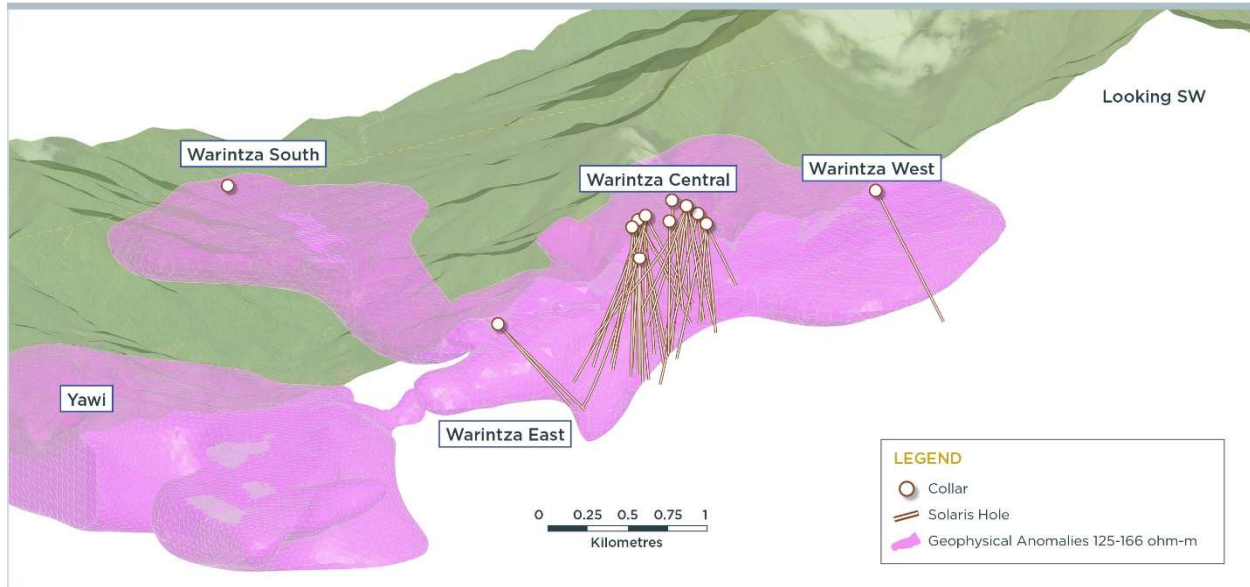 Looking SW
Warintza South
Warintza Central
Warintza West
Yawi
Warintza East
0 0.25 0.5 0.75 1
Kilometres
LEGEND
Collar
Solaris Hole
Geophysical Anomalies 125-166 ohm-m